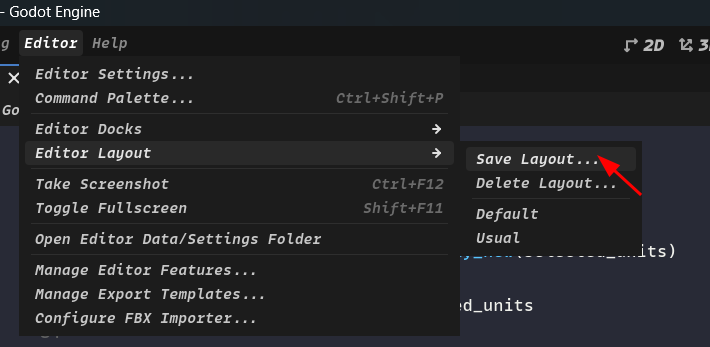 - Godot Engine
g Editor Help 2D 3
Editor Settings...
Command Palette... Ctrl+Shift+P
Go
Editor Docks
Editor Layout
Save Layout...
Take Screenshot Ctrl+F12
Delete Layout...
Toggle Fullscreen Shift+F11
Default
Open Editor Data/Settings Folder
Usual
_units)
Manage Editor Features...
Manage Export Templates...
ed_units
Configure FBX Importer...